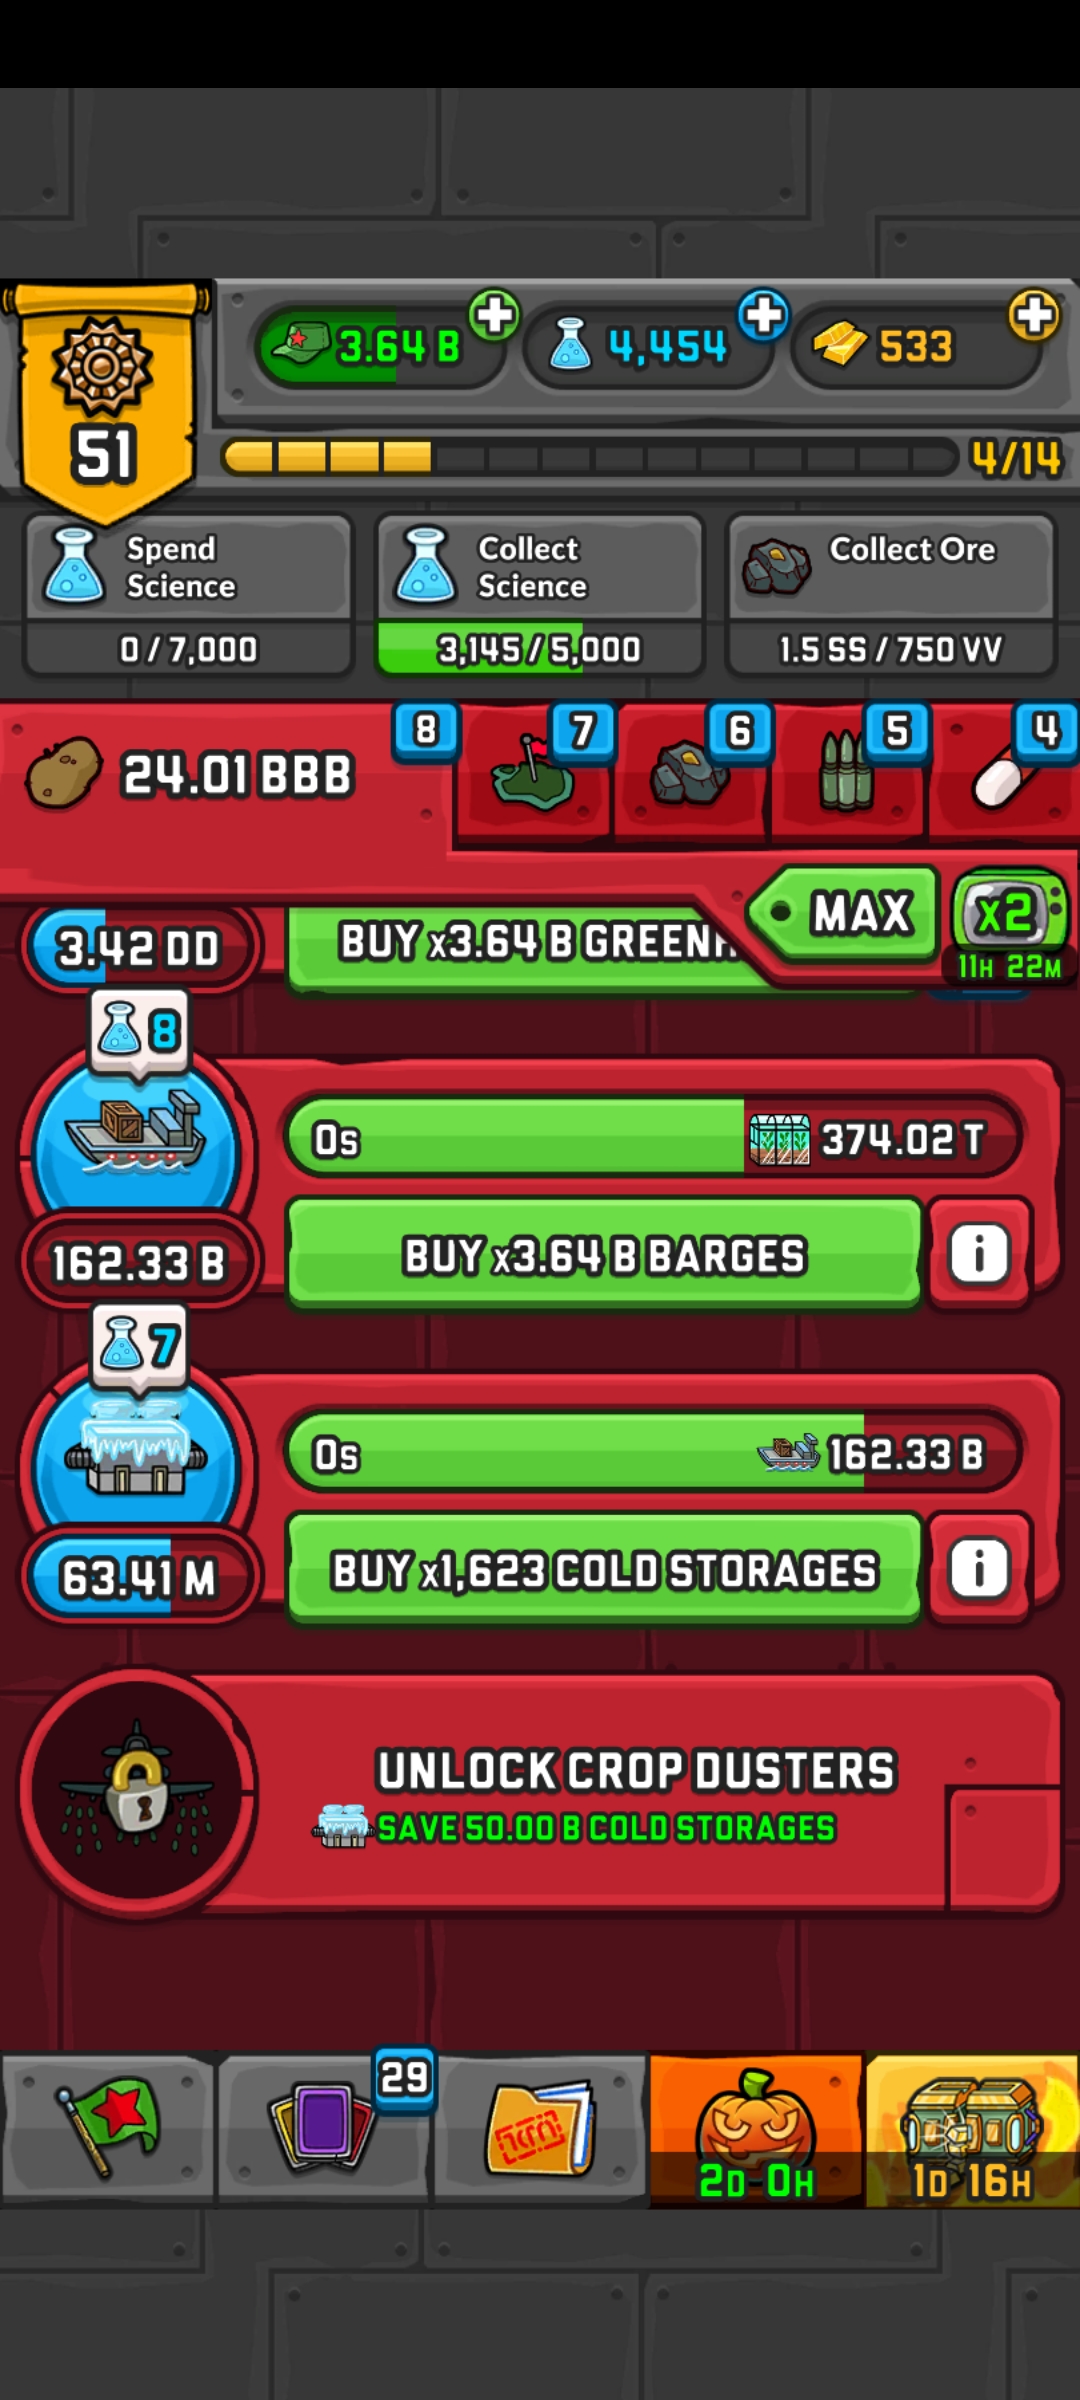 3.64 B
4,454
533
51
4/14
Spend
Science
0 / 7,000
Collect
Science
3,145 / 5,000
Collect Ore
1.5 SS / 750 VV
24.01 BBB
8
7
6
5
4
MAX
x2
11H 22M
3.42 DD
BUY x3.64 B GREENH
8
0s
374.02 T
162.33 B
BUY x3.64 B BARGES
i
7
0s
162.33 B
63.41 M
BUY x1,623 COLD STORAGES
i
UNLOCK CROP DUSTERS
SAVE 50.00 B COLD STORAGES
29
2D 0H
1D 16H